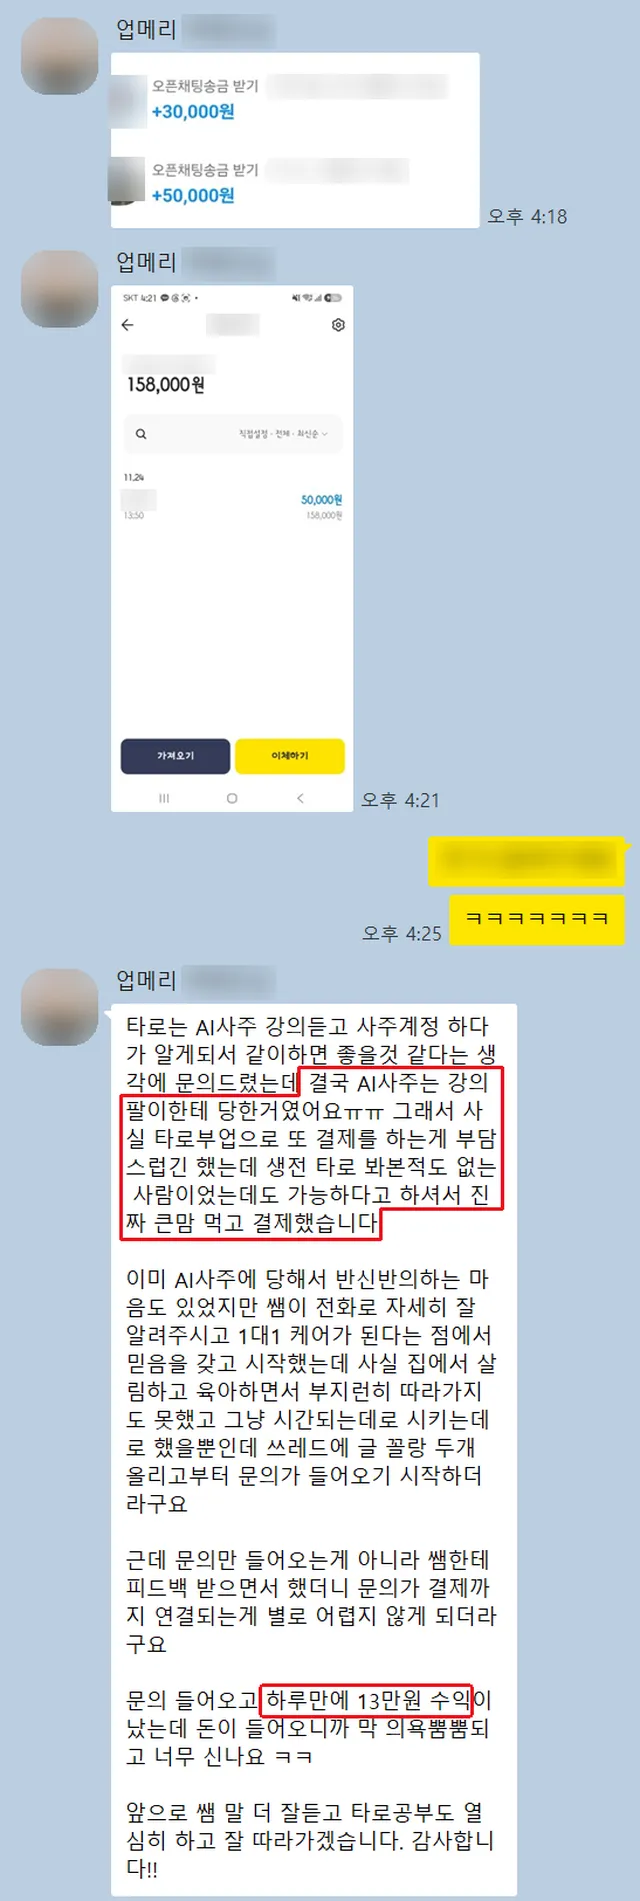 업메리
오픈채팅송금 받기
+30,000원
오픈채팅송금 받기
+50,000원
오후 4:18
업메리
SKT 4:21
158,000원
직접설정 · 전체 · 최신순
11.24
50,000원
13:50
158,000원
가져오기
이체하기
오후 4:21
ㅋㅋㅋㅋㅋㅋㅋ
오후 4:25
업메리
타로는 AI사주 강의듣고 사주계정 하다
가 알게되서 같이하면 좋을것 같다는 생
각에 문의드렸는데 결국 AI사주는 강의
팔이한테 당한거였어요ㅠㅠ 그래서 사
실 타로부업으로 또 결제를 하는게 부담
스럽긴 했는데 생전 타로 봐본적도 없는
사람이었는데도 가능하다고 하셔서 진
짜 큰맘 먹고 결제했습니다
이미 AI사주에 당해서 반신반의하는 마
음도 있었지만 쌤이 전화로 자세히 잘
알려주시고 1대1 케어가 된다는 점에서
믿음을 갖고 시작했는데 사실 집에서 살
림하고 육아하면서 부지런히 따라가지
도 못했고 그냥 시간되는데로 시키는데
로 했을뿐인데 쓰레드에 글 꼴랑 두개
올리고부터 문의가 들어오기 시작하더
라구요
근데 문의만 들어오는게 아니라 쌤한테
피드백 받으면서 했더니 문의가 결제까
지 연결되는게 별로 어렵지 않게 되더라
구요
문의 들어오고 하루만에 13만원 수익이
났는데 돈이 들어오니까 막 의욕뿜뿜되
고 너무 신나요 ㅋㅋ
앞으로 쌤 말 더 잘듣고 타로공부도 열
심히 하고 잘 따라가겠습니다. 감사합니
다!!